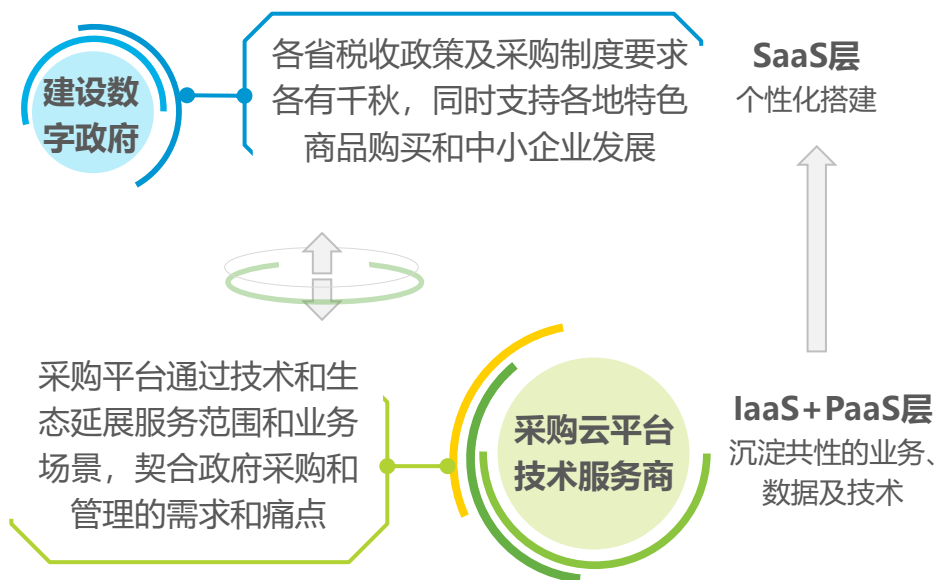 建设数
字政府
各省税收政策及采购制度要求
各有千秋，同时支持各地特色
商品购买和中小企业发展
SaaS层
个性化搭建
采购平台通过技术和生
态延展服务范围和业务
场景，契合政府采购和
管理的需求和痛点
采购云平台
技术服务商
IaaS+PaaS层
沉淀共性的业务、
数据及技术